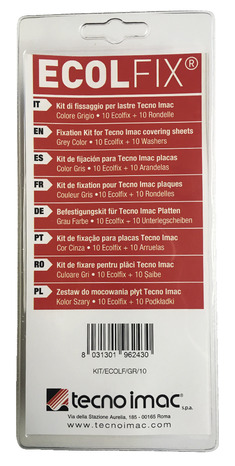 ECOLFIX®
IT Kit di fissaggio per lastre Tecno Imac
Colore Grigio • 10 Ecolfix + 10 Rondelle
EN Fixation Kit for Tecno Imac covering sheets
Grey Color • 10 Ecolfix + 10 Washers
ES Kit de fijación para Tecno Imac placas
Color Gris • 10 Ecolfix + 10 Arandelas
FR Kit de fixation pour Tecno Imac plaques
Couleur Gris • 10 Ecolfix + 10 Rondelles
DE Befestigungskit für Tecno Imac Platten
Grau Farbe • 10 Ecolfix + 10 Unterlegscheiben
PT Kit de fixação para placas Tecno Imac
Cor Cinza • 10 Ecolfix + 10 Arruelas
RO Kit de fixare pentru plăci Tecno Imac
Culoare Gri • 10 Ecolfix + 10 Șaibe
PL Zestaw do mocowania płyt Tecno Imac
Kolor Szary • 10 Ecolfix + 10 Podkładki
8 031301 962430
KIT/ECOLF/GR/10
tecno imac s.p.a.
Via della Stazione Aurelia, 185 - 00165 Roma
www.tecnoimac.com • www.tecnoimac.com